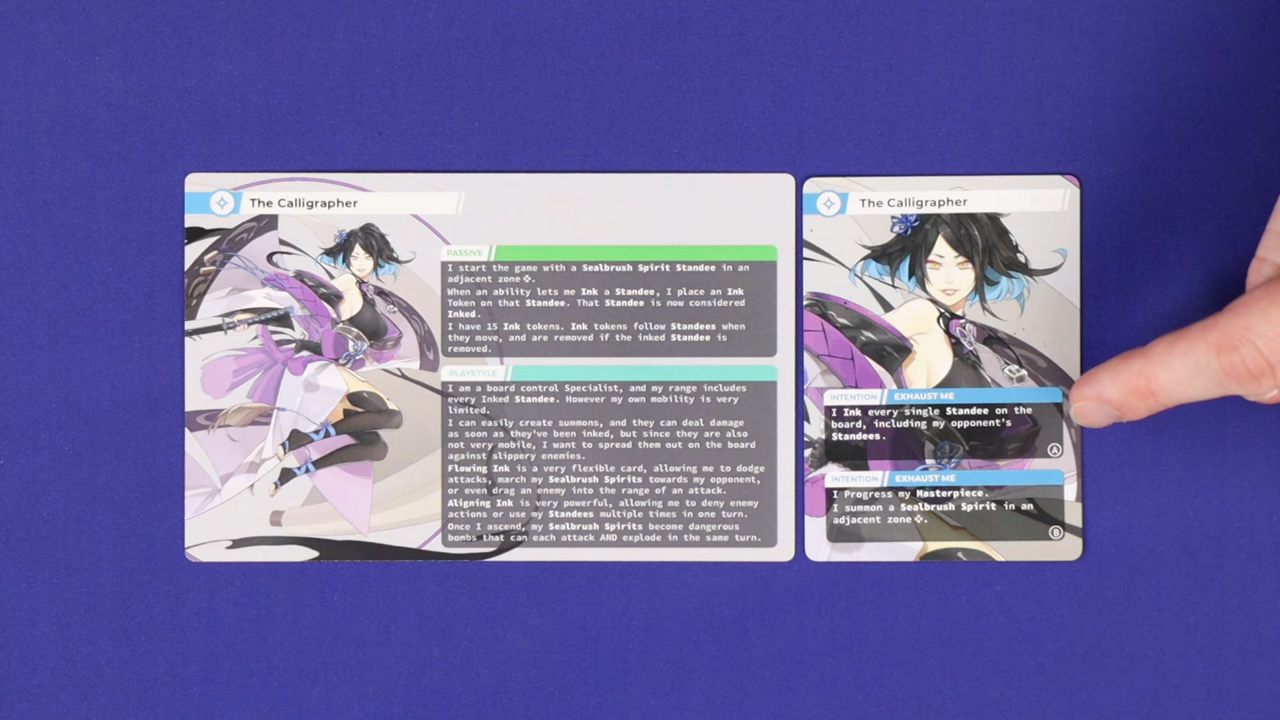 The Calligrapher
PASSIVE
I start the game with a Sealbrush Spirit Standee in an
adjacent zone❖.
When an ability lets me Ink a Standee, I place an Ink
Token on that Standee. That Standee is now considered
Inked.
I have 15 Ink tokens. Ink tokens follow Standees when
they move, and are removed if the inked Standee is
removed.
PLAYSTYLE
I am a board control Specialist, and my range includes
every Inked Standee. However my own mobility is very
limited.
I can easily create summons, and they can deal damage
as soon as they've been inked, but since they are also
not very mobile, I want to spread them out on the board
against slippery enemies.
Flowing Ink is a very flexible card, allowing me to dodge
attacks, march my Sealbrush Spirits towards my opponent,
or even drag an enemy into the range of an attack.
Aligning Ink is very powerful, allowing me to deny enemy
actions or use my Standees multiple times in one turn.
Once I ascend, my Sealbrush Spirits become dangerous
bombs that can each attack AND explode in the same turn.
The Calligrapher
INTENTION EXHAUST ME
I Ink every single Standee on the
board, including my opponent's
Standees.
A
INTENTION EXHAUST ME
I Progress my Masterpiece.
I summon a Sealbrush Spirit in an
adjacent zone❖.
B